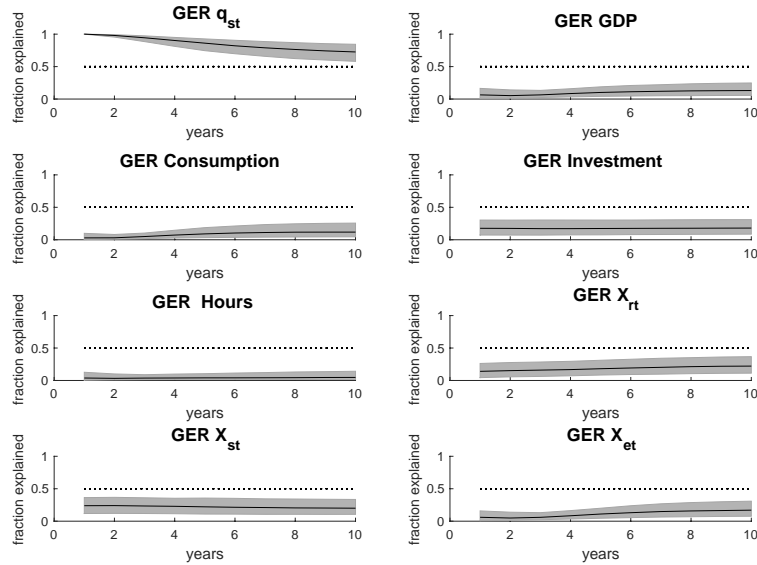 GER q_st
fraction explained
1
0.5
0
0 2 4 6 8 10
years
GER GDP
fraction explained
1
0.5
0
0 2 4 6 8 10
years
GER Consumption
fraction explained
1
0.5
0
0 2 4 6 8 10
years
GER Investment
fraction explained
1
0.5
0
0 2 4 6 8 10
years
GER Hours
fraction explained
1
0.5
0
0 2 4 6 8 10
years
GER X_rt
fraction explained
1
0.5
0
0 2 4 6 8 10
years
GER X_st
fraction explained
1
0.5
0
0 2 4 6 8 10
years
GER X_et
fraction explained
1
0.5
0
0 2 4 6 8 10
years